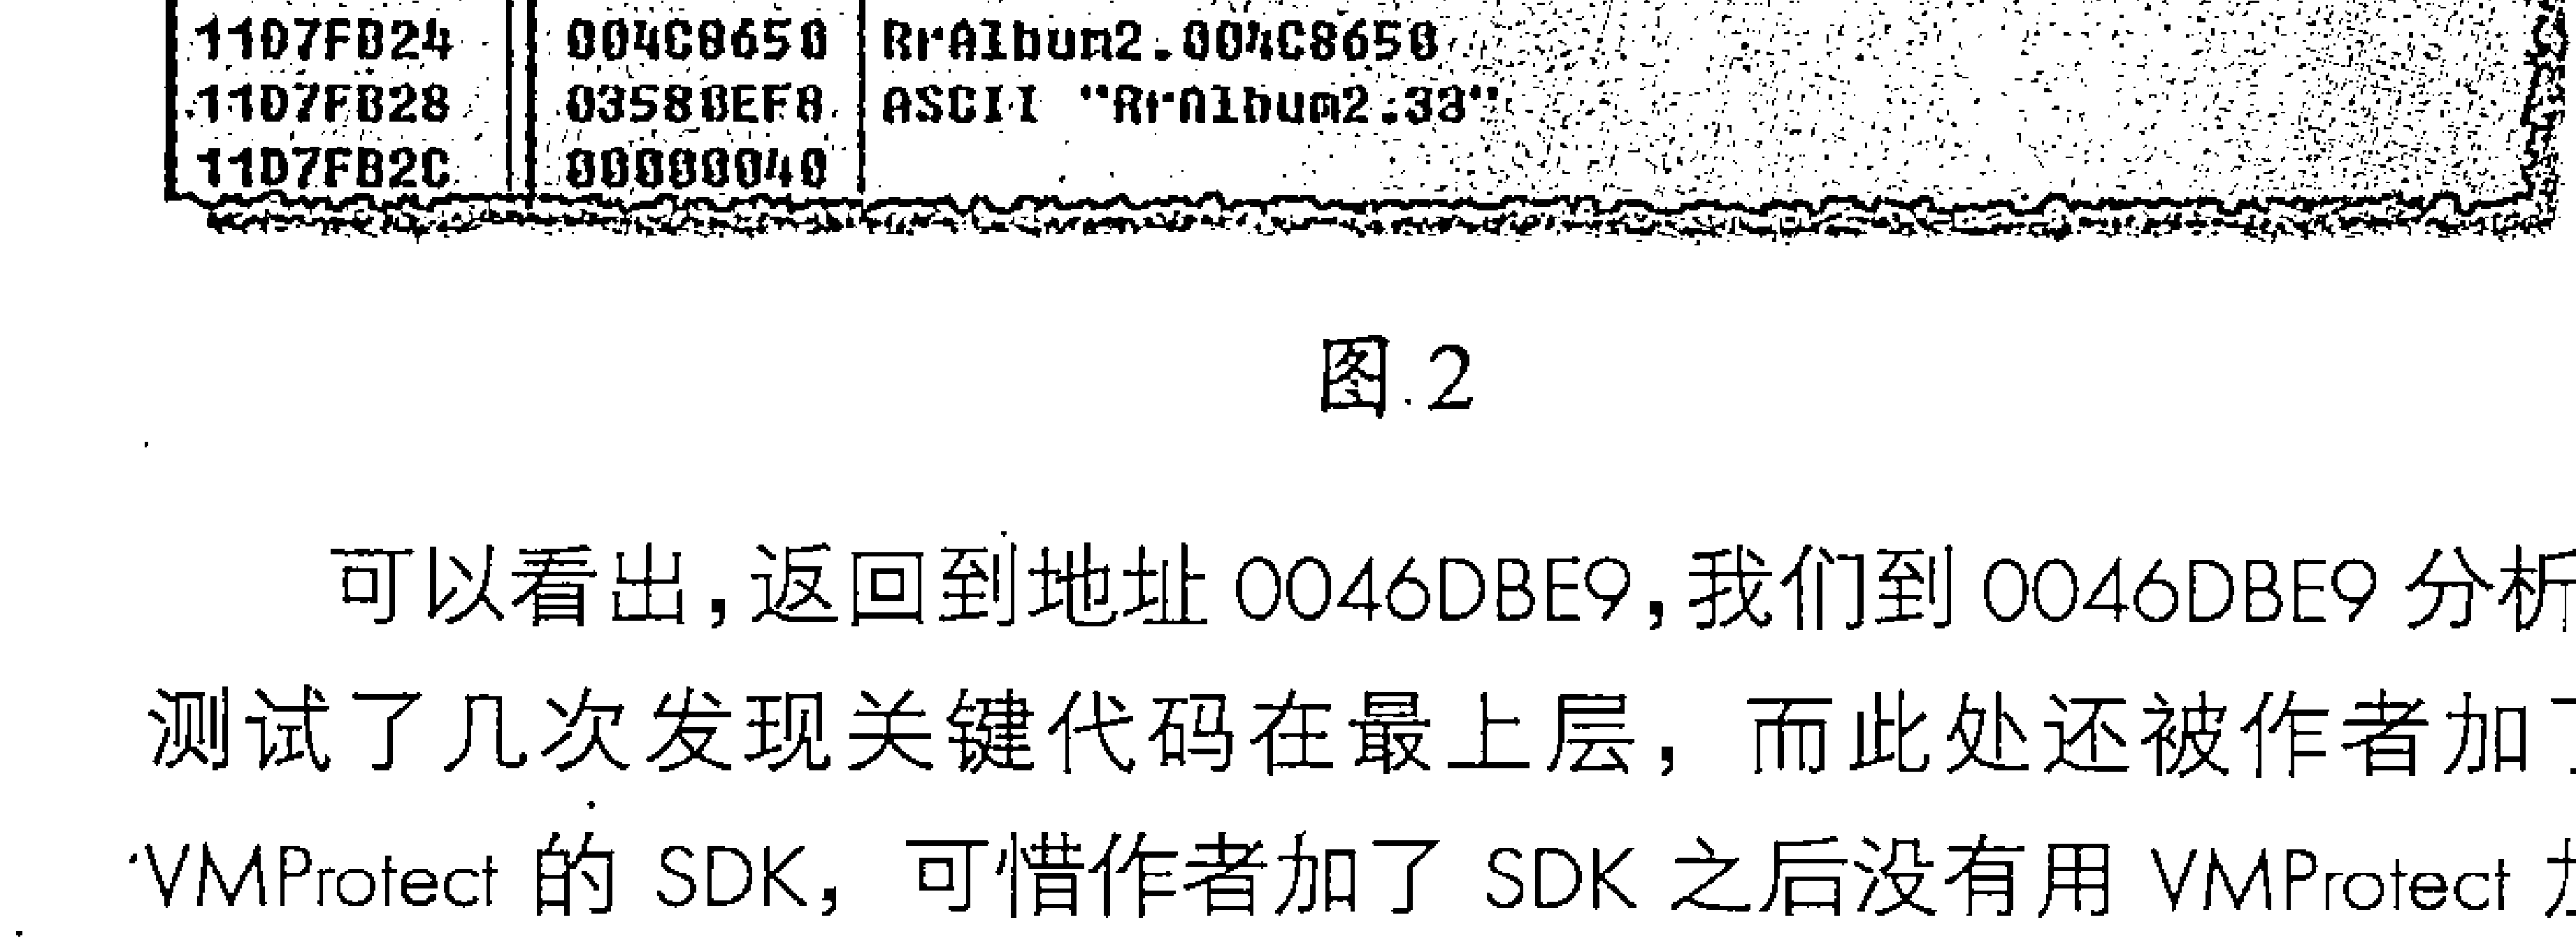 11D7FB24 004C8650 RrAlbum2.004C8650
11D7FB28 03580EF8 ASCII "RrAlbum2:3a"
11D7FB2C 00000040
图 2
可以看出,返回到地址 0046DBE9,我们到 0046DBE9 分析
测试了几次发现关键代码在最上层，而此处还被作者加了
VMProtect 的 SDK，可惜作者加了 SDK 之后没有用 VMProtect